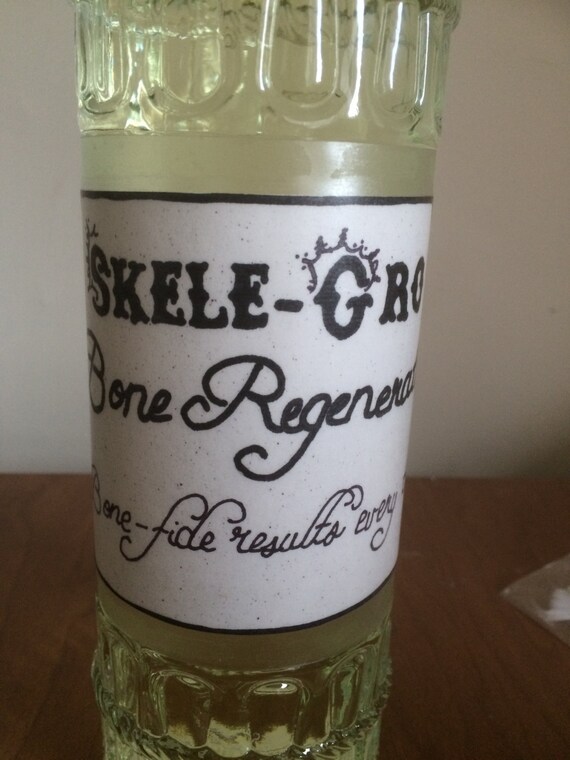 SKELE-GRO
Bone Regenerat
Bone-fide results every